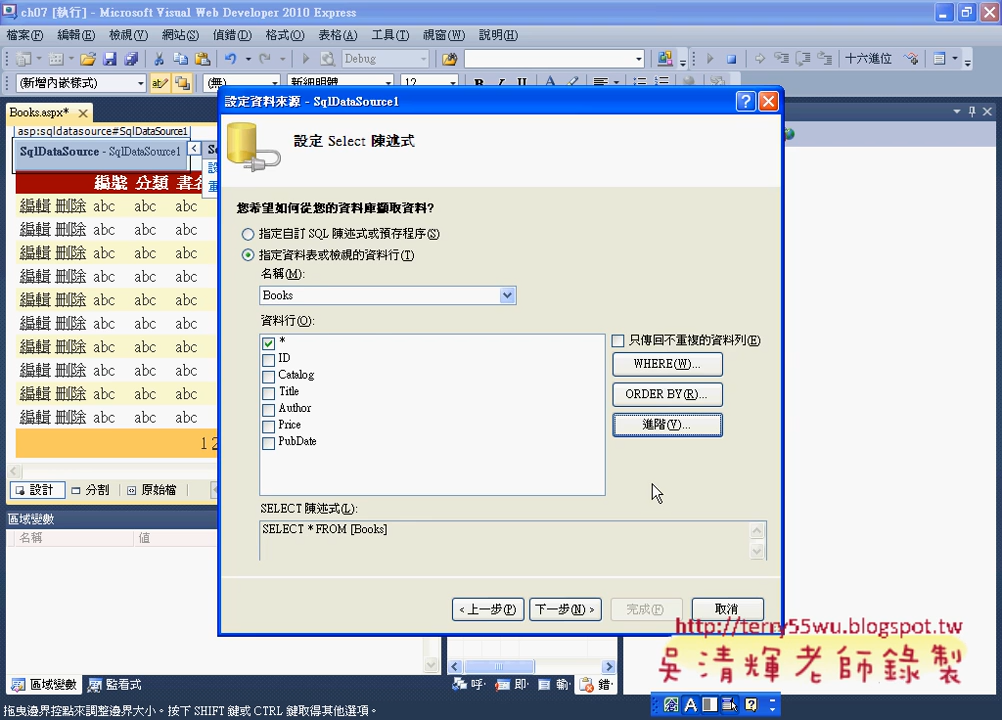 ch07 [執行] - Microsoft Visual Web Developer 2010 Express
檔案(F) 編輯(E) 檢視(V) 網站(S) 偵錯(D) 格式(O) 表格(A) 工具(T) 視窗(W) 說明(H)
Debug 十六進位
(新增內嵌樣式) (無) 新細明體 12 B I U A
Books.aspx*
asp:sqldatasource#SqlDataSource1
SqlDataSource - SqlDataSource1
編號 分類 書名
編輯 刪除 abc abc abc
編輯 刪除 abc abc abc
編輯 刪除 abc abc abc
編輯 刪除 abc abc abc
編輯 刪除 abc abc abc
編輯 刪除 abc abc abc
編輯 刪除 abc abc abc
編輯 刪除 abc abc abc
編輯 刪除 abc abc abc
編輯 刪除 abc abc abc
1 2
設計 分割 原始檔
區域變數
名稱 值
區域變數 監看式
呼· 即· 輸· 錯·
拖曳邊界控點來調整邊界大小。按下 SHIFT 鍵或 CTRL 鍵取得其他選項。
設定資料來源 - SqlDataSource1
設定 Select 陳述式
您希望如何從您的資料庫擷取資料?
指定自訂 SQL 陳述式或預存程序(S)
指定資料表或檢視的資料行(T)
名稱(M):
Books
資料行(O):
*
ID
Catalog
Title
Author
Price
PubDate
只傳回不重複的資料列(E)
WHERE(W)...
ORDER BY(R)...
進階(V)...
SELECT 陳述式(L):
SELECT * FROM [Books]
< 上一步(P) 下一步(N) > 完成(F) 取消
http://terry55wu.blogspot.tw
吳清輝老師錄製